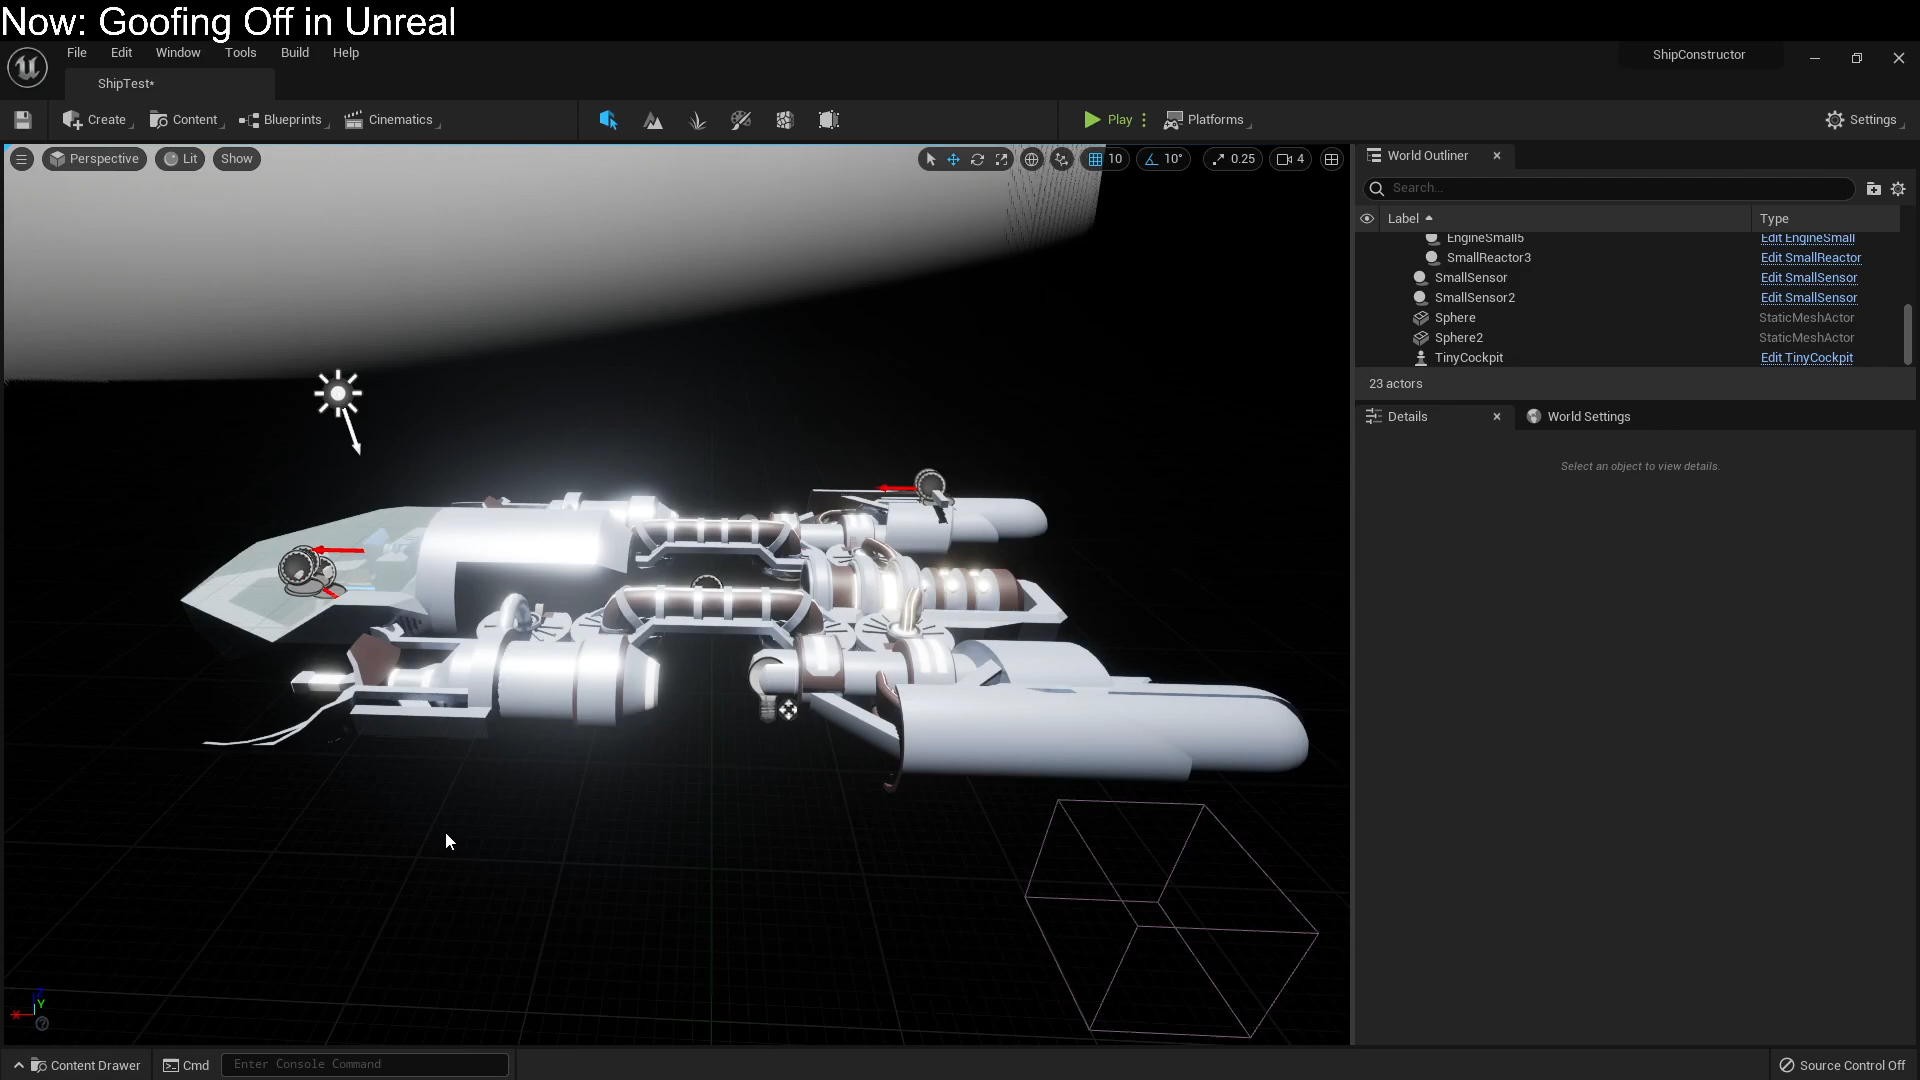 Now: Goofing Off in Unreal
File Edit Window Tools Build Help
ShipConstructor
ShipTest*
Create Content Blueprints Cinematics Play Platforms Settings
Perspective Lit Show 10 10° 0.25 4
World Outliner
Search...
Label Type
EngineSmall5 Edit EngineSmall
SmallReactor3 Edit SmallReactor
SmallSensor Edit SmallSensor
SmallSensor2 Edit SmallSensor
Sphere StaticMeshActor
Sphere2 StaticMeshActor
TinyCockpit Edit TinyCockpit
23 actors
Details World Settings
Select an object to view details.
Z
Y
X
Content Drawer Cmd Enter Console Command Source Control Off